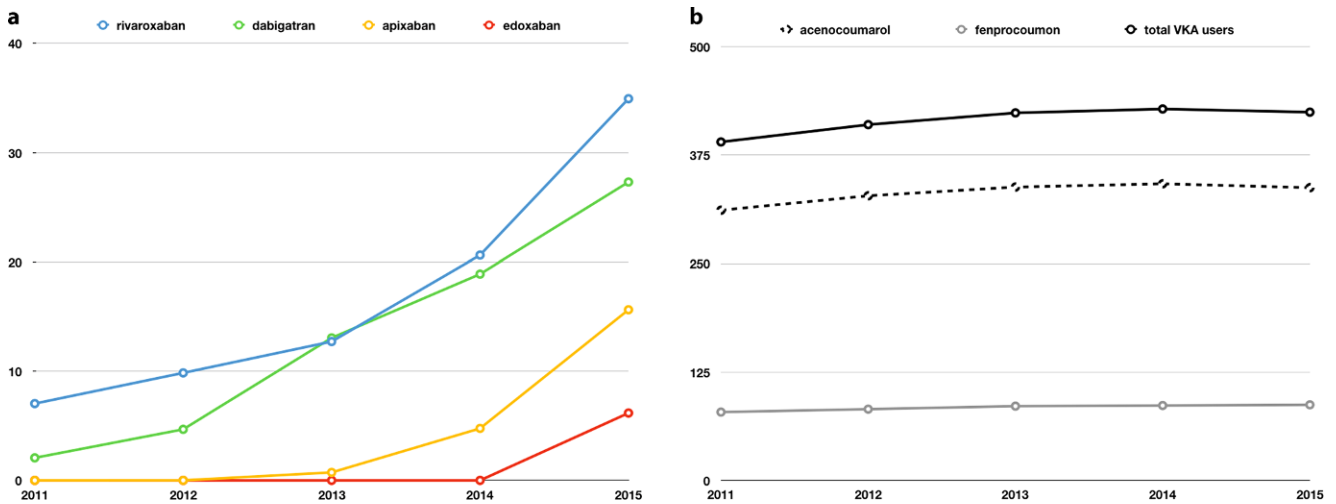 a
rivaroxaban dabigatran apixaban edoxaban
40
30
20
10
0
2011 2012 2013 2014 2015
b
acenocoumarol fenprocoumon total VKA users
500
375
250
125
0
2011 2012 2013 2014 2015